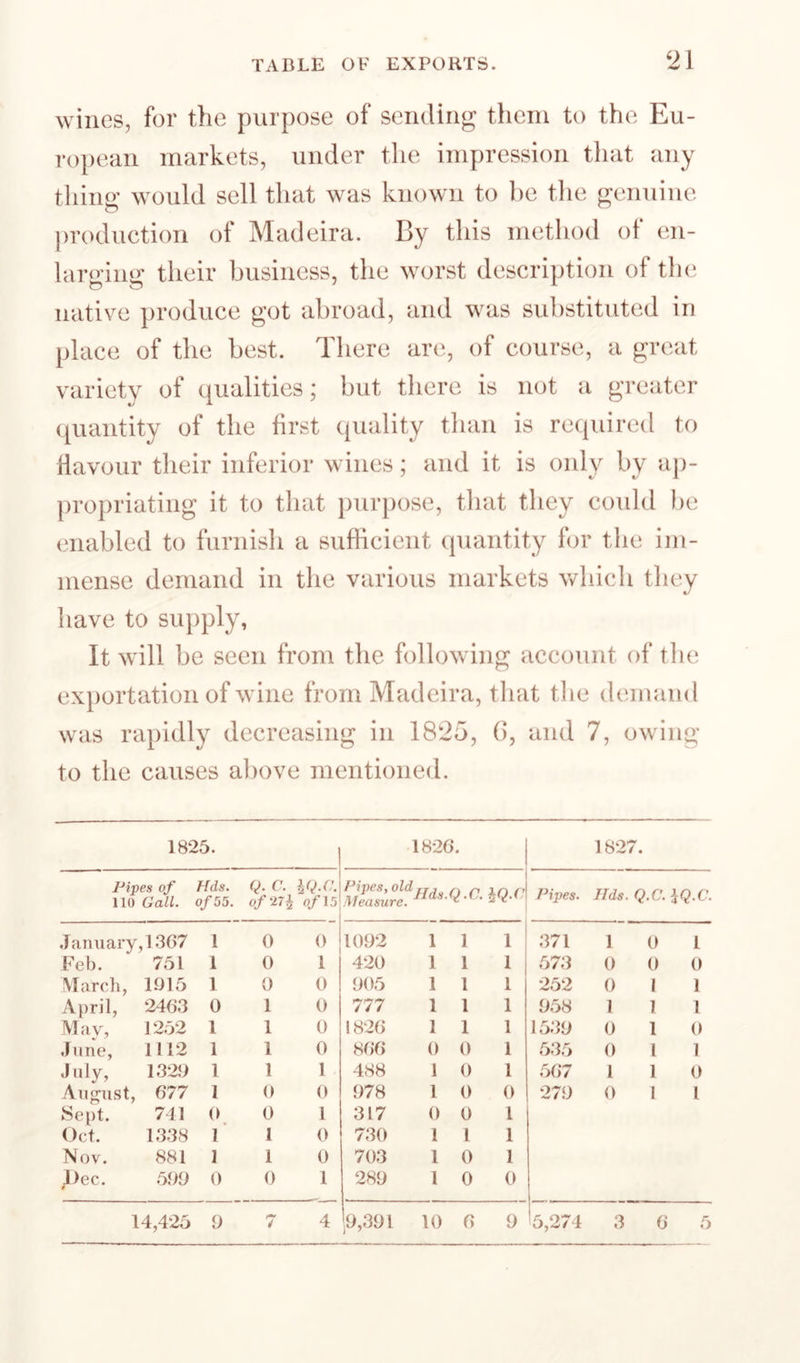 TABLE OF EXPORTS. 21
wines, for the purpose of sending them to the Eu-
ropean markets, under the impression that any
thing would sell that was known to be the genuine
production of Madeira. By this method of en-
larging their business, the worst description of the
native produce got abroad, and was substituted in
place of the best. There are, of course, a great
variety of qualities; but there is not a greater
quantity of the first quality than is required to
flavour their inferior wines; and it is only by ap-
propriating it to that purpose, that they could be
enabled to furnish a sufficient quantity for the im-
mense demand in the various markets which they
have to supply,
It will be seen from the following account of the
exportation of wine from Madeira, that the demand
was rapidly decreasing in 1825, 6, and 7, owing
to the causes above mentioned.
1825. 1826. 1827.
Pipes of Hds. Q. C. ½Q.C. Pipes, old Hds. Q.C. ½Q.C Pipes. Hds. Q.C. ½Q.C.
110 Gall. of 55. of 27½ of 15 Measure.
January, 1367 1 0 0 1092 1 1 1 371 1 0 1
Feb. 751 1 0 1 420 1 1 1 573 0 0 0
March, 1915 1 0 0 905 1 1 1 252 0 1 1
April, 2463 0 1 0 777 1 1 1 958 1 1 1
May, 1252 1 1 0 1826 1 1 1 1539 0 1 0
June, 1112 1 1 0 866 0 0 1 535 0 1 1
July, 1329 1 1 1 488 1 0 1 567 1 1 0
August, 677 1 0 0 978 1 0 0 279 0 1 1
Sept. 741 0 0 1 317 0 0 1
Oct. 1338 1 1 0 730 1 1 1
Nov. 881 1 1 0 703 1 0 1
Dec. 599 0 0 1 289 1 0 0
14,425 9 7 4 9,391 10 6 9 5,274 3 6 5